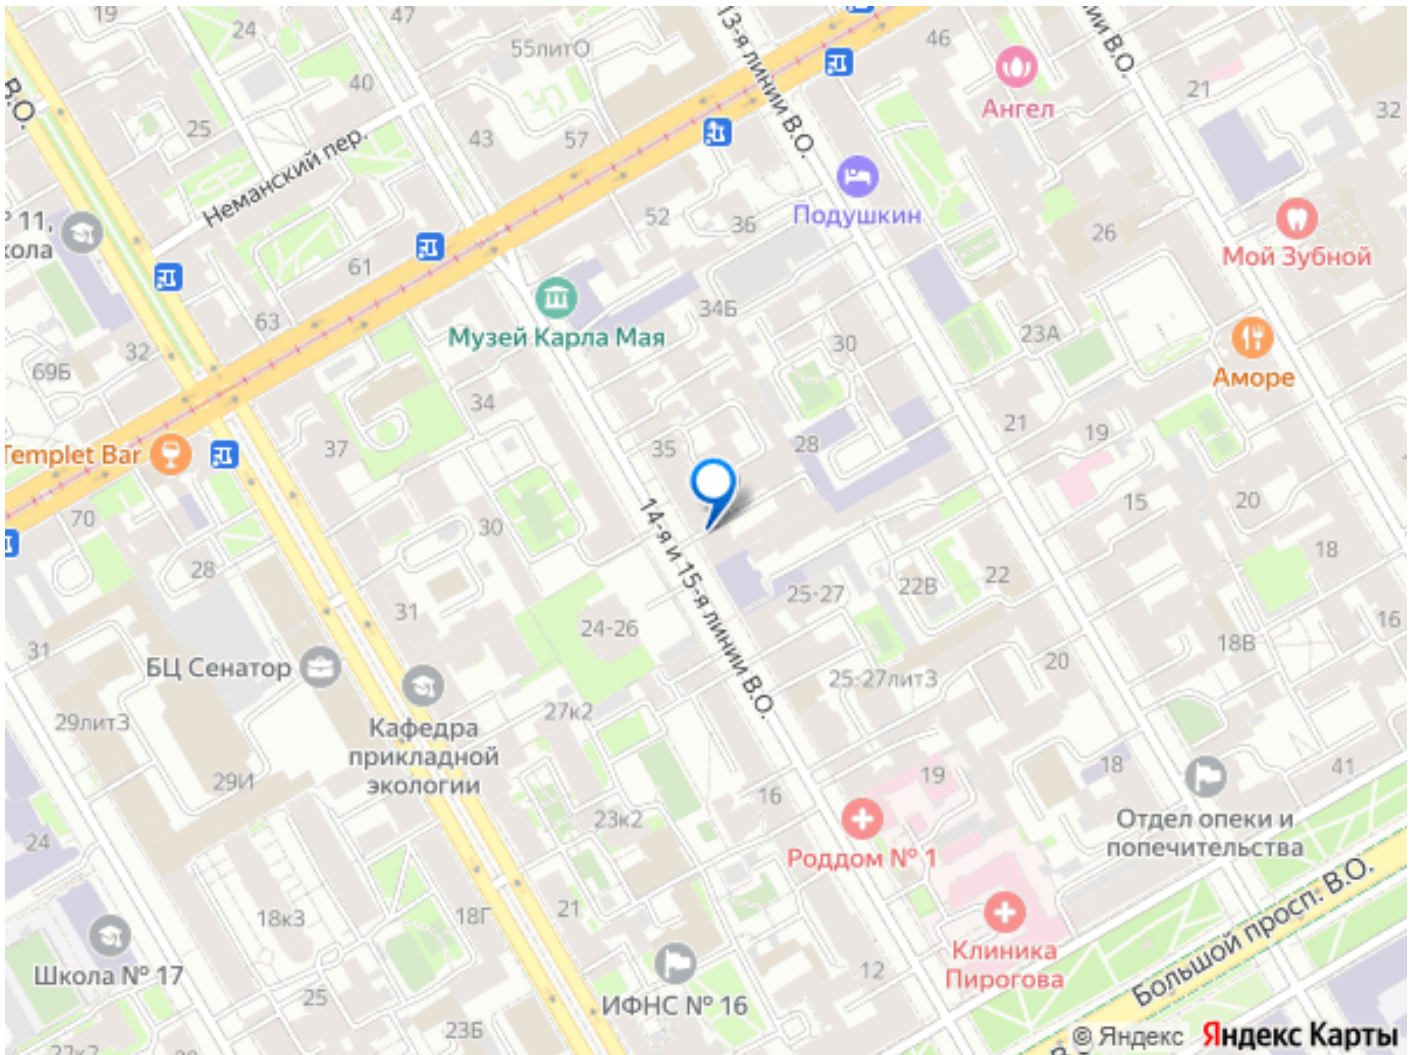 19
47
24
55литО
13-я линии В.О.
46
линии В.О.
Ангел
21
32
40
В.О.
25
43
57
Неманский пер.
Подушкин
52
36
26
Мой Зубной
11,
61
34Б
63
Музей Карла Мая
30
23А
Аморе
32
69Б
34
37
35
28
21
19
Templet Bar
14-я и 15-я линии В.О.
15
20
70
30
18
28
25-27
22В
22
31
24-26
16
18В
31
БЦ Сенатор
20
25-27литЗ
27к2
29литЗ
Кафедра
прикладной
экологии
29И
19
18
41
16
Отдел опеки и
попечительства
23к2
24
Роддом № 1
Большой просп. В.О.
18к3
18Г
21
Клиника
Пирогова
Школа № 17
12
25
ИФНС № 16
23Б
22к2
© Яндекс Яндекс Карты